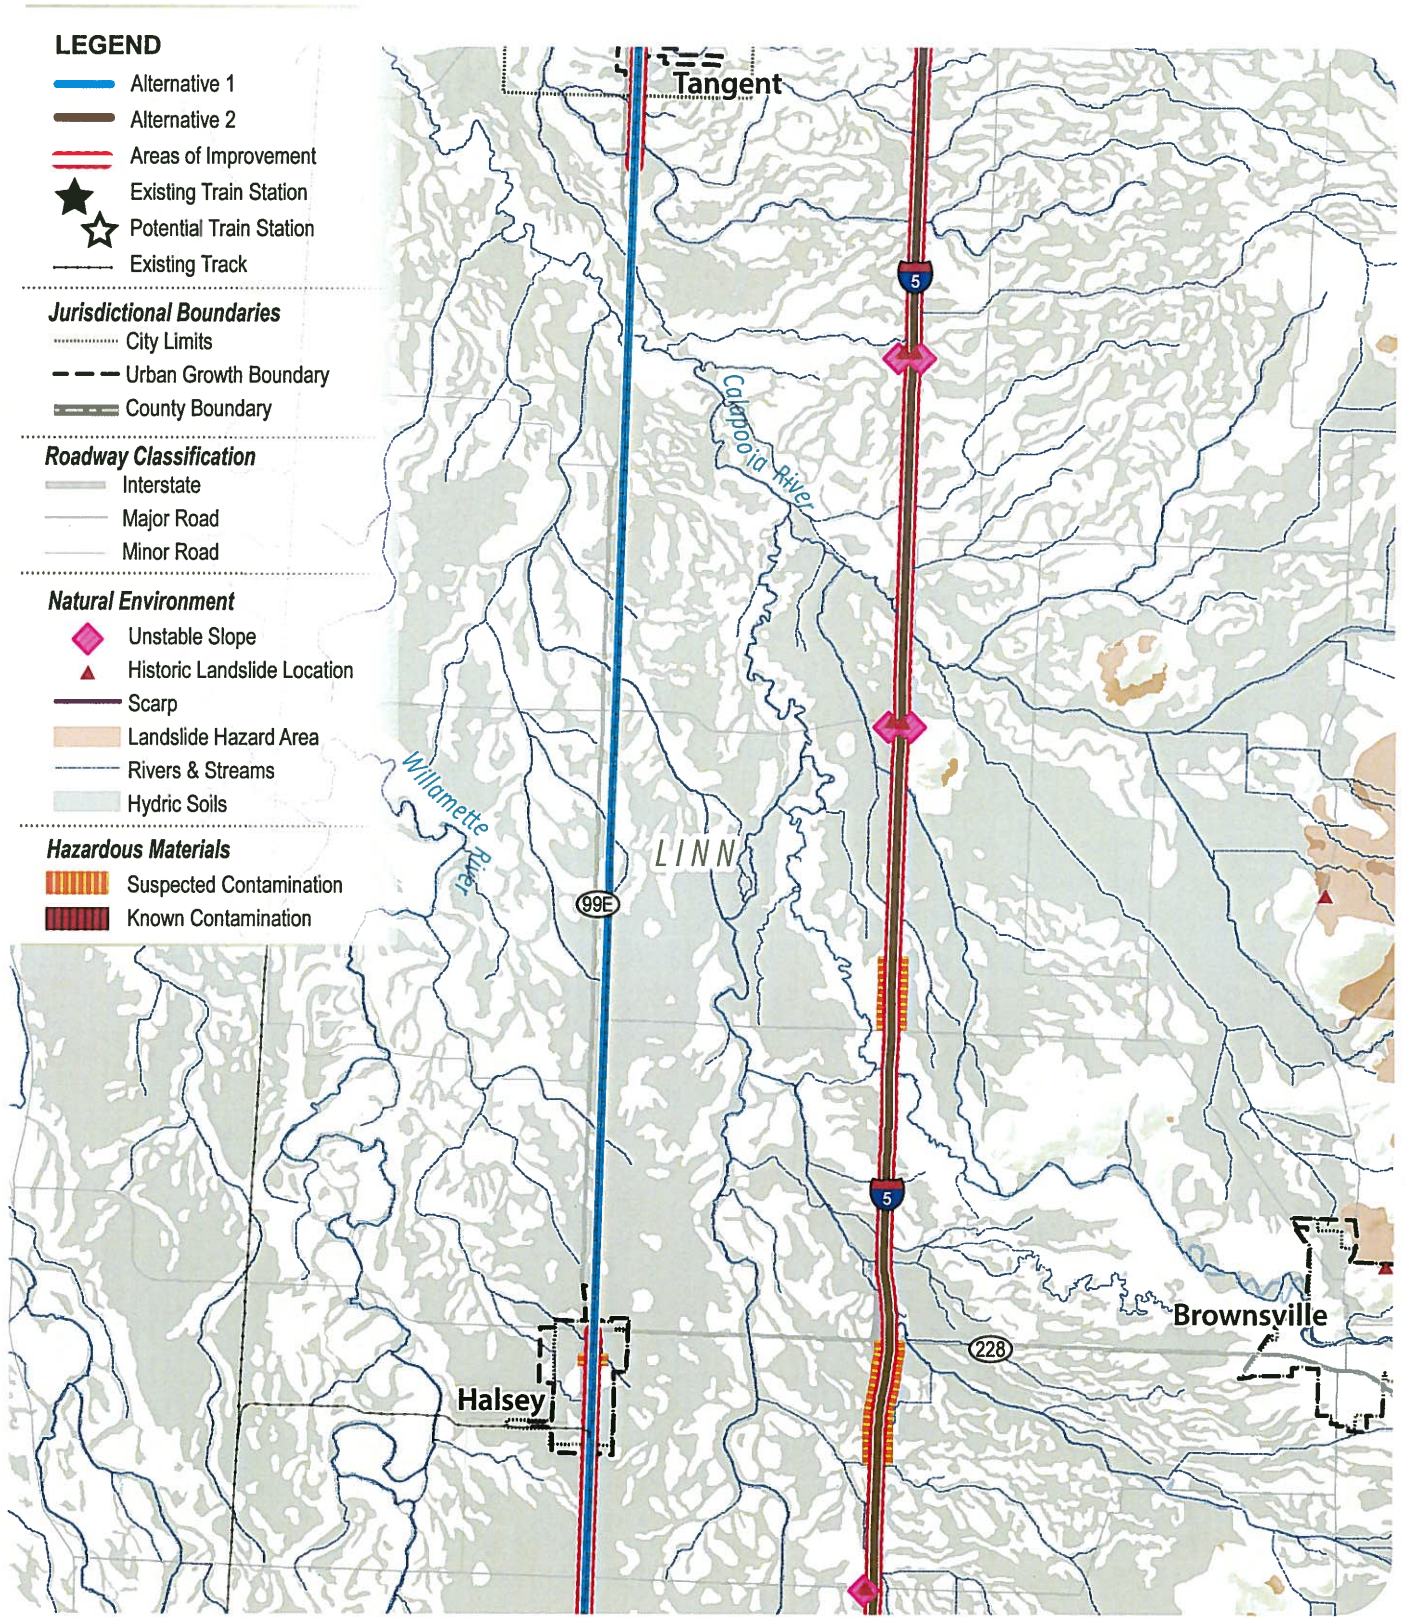 LEGEND
Alternative 1
Alternative 2
Areas of Improvement
Existing Train Station
Potential Train Station
Existing Track
Jurisdictional Boundaries
City Limits
Urban Growth Boundary
County Boundary
Roadway Classification
Interstate
Major Road
Minor Road
Natural Environment
Unstable Slope
Historic Landslide Location
Scarp
Landslide Hazard Area
Rivers & Streams
Hydric Soils
Hazardous Materials
Suspected Contamination
Known Contamination
Tangent
5
Calapooia River
Willamette River
LINN
99E
5
Brownsville
228
Halsey